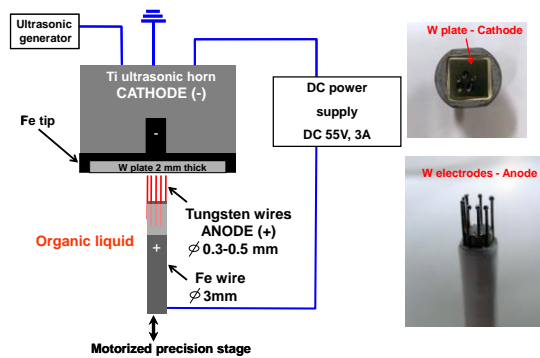 Ultrasonic
generator
Ti ultrasonic horn
CATHODE (-)
-
Fe tip
W plate 2 mm thick
DC power
supply
DC 55V, 3A
Tungsten wires
ANODE (+)
∅ 0.3-0.5 mm
Organic liquid
+
Fe wire
∅ 3mm
Motorized precision stage
W plate - Cathode
W electrodes - Anode